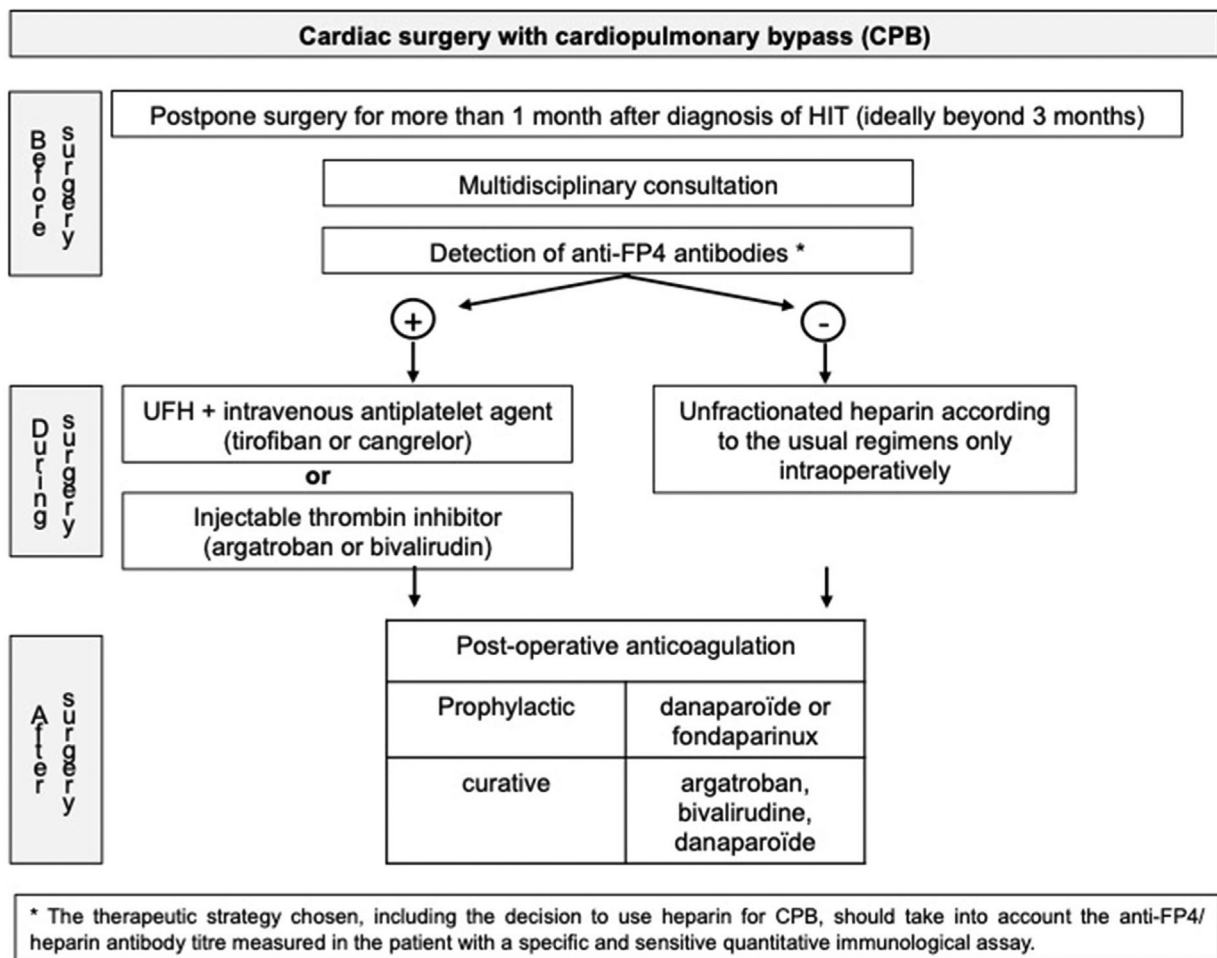 Cardiac surgery with cardiopulmonary bypass (CPB)
Before
surgery
Postpone surgery for more than 1 month after diagnosis of HIT (ideally beyond 3 months)
Multidisciplinary consultation
Detection of anti-FP4 antibodies *
+
-
During
surgery
UFH + intravenous antiplatelet agent
(tirofiban or cangrelor)
or
Injectable thrombin inhibitor
(argatroban or bivalirudin)
Unfractionated heparin according
to the usual regimens only
intraoperatively
After
surgery
Post-operative anticoagulation
Prophylactic
danaparoïde or
fondaparinux
curative
argatroban,
bivalirudine,
danaparoïde
* The therapeutic strategy chosen, including the decision to use heparin for CPB, should take into account the anti-FP4/
heparin antibody titre measured in the patient with a specific and sensitive quantitative immunological assay.